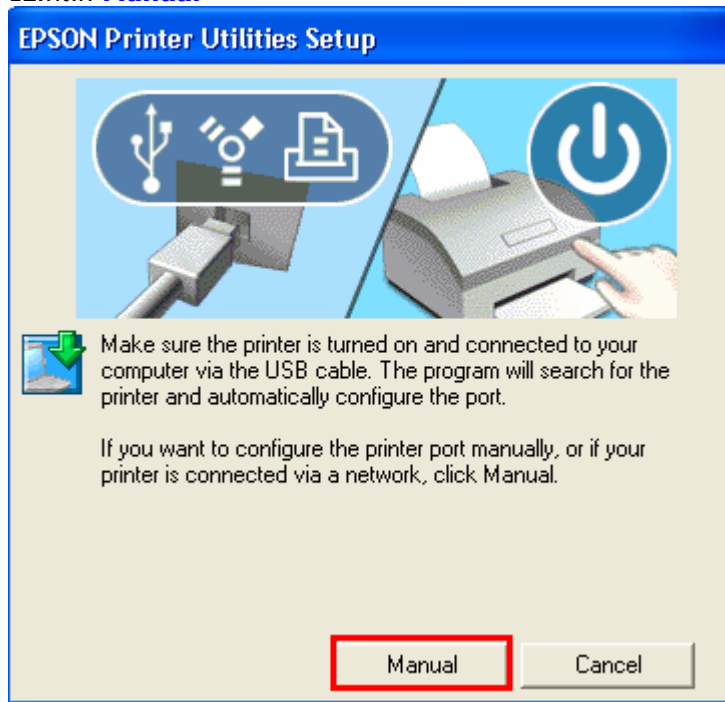 Manual
EPSON Printer Utilities Setup
Make sure the printer is turned on and connected to your
computer via the USB cable. The program will search for the
printer and automatically configure the port.
If you want to configure the printer port manually, or if your
printer is connected via a network, click Manual.
Manual
Cancel